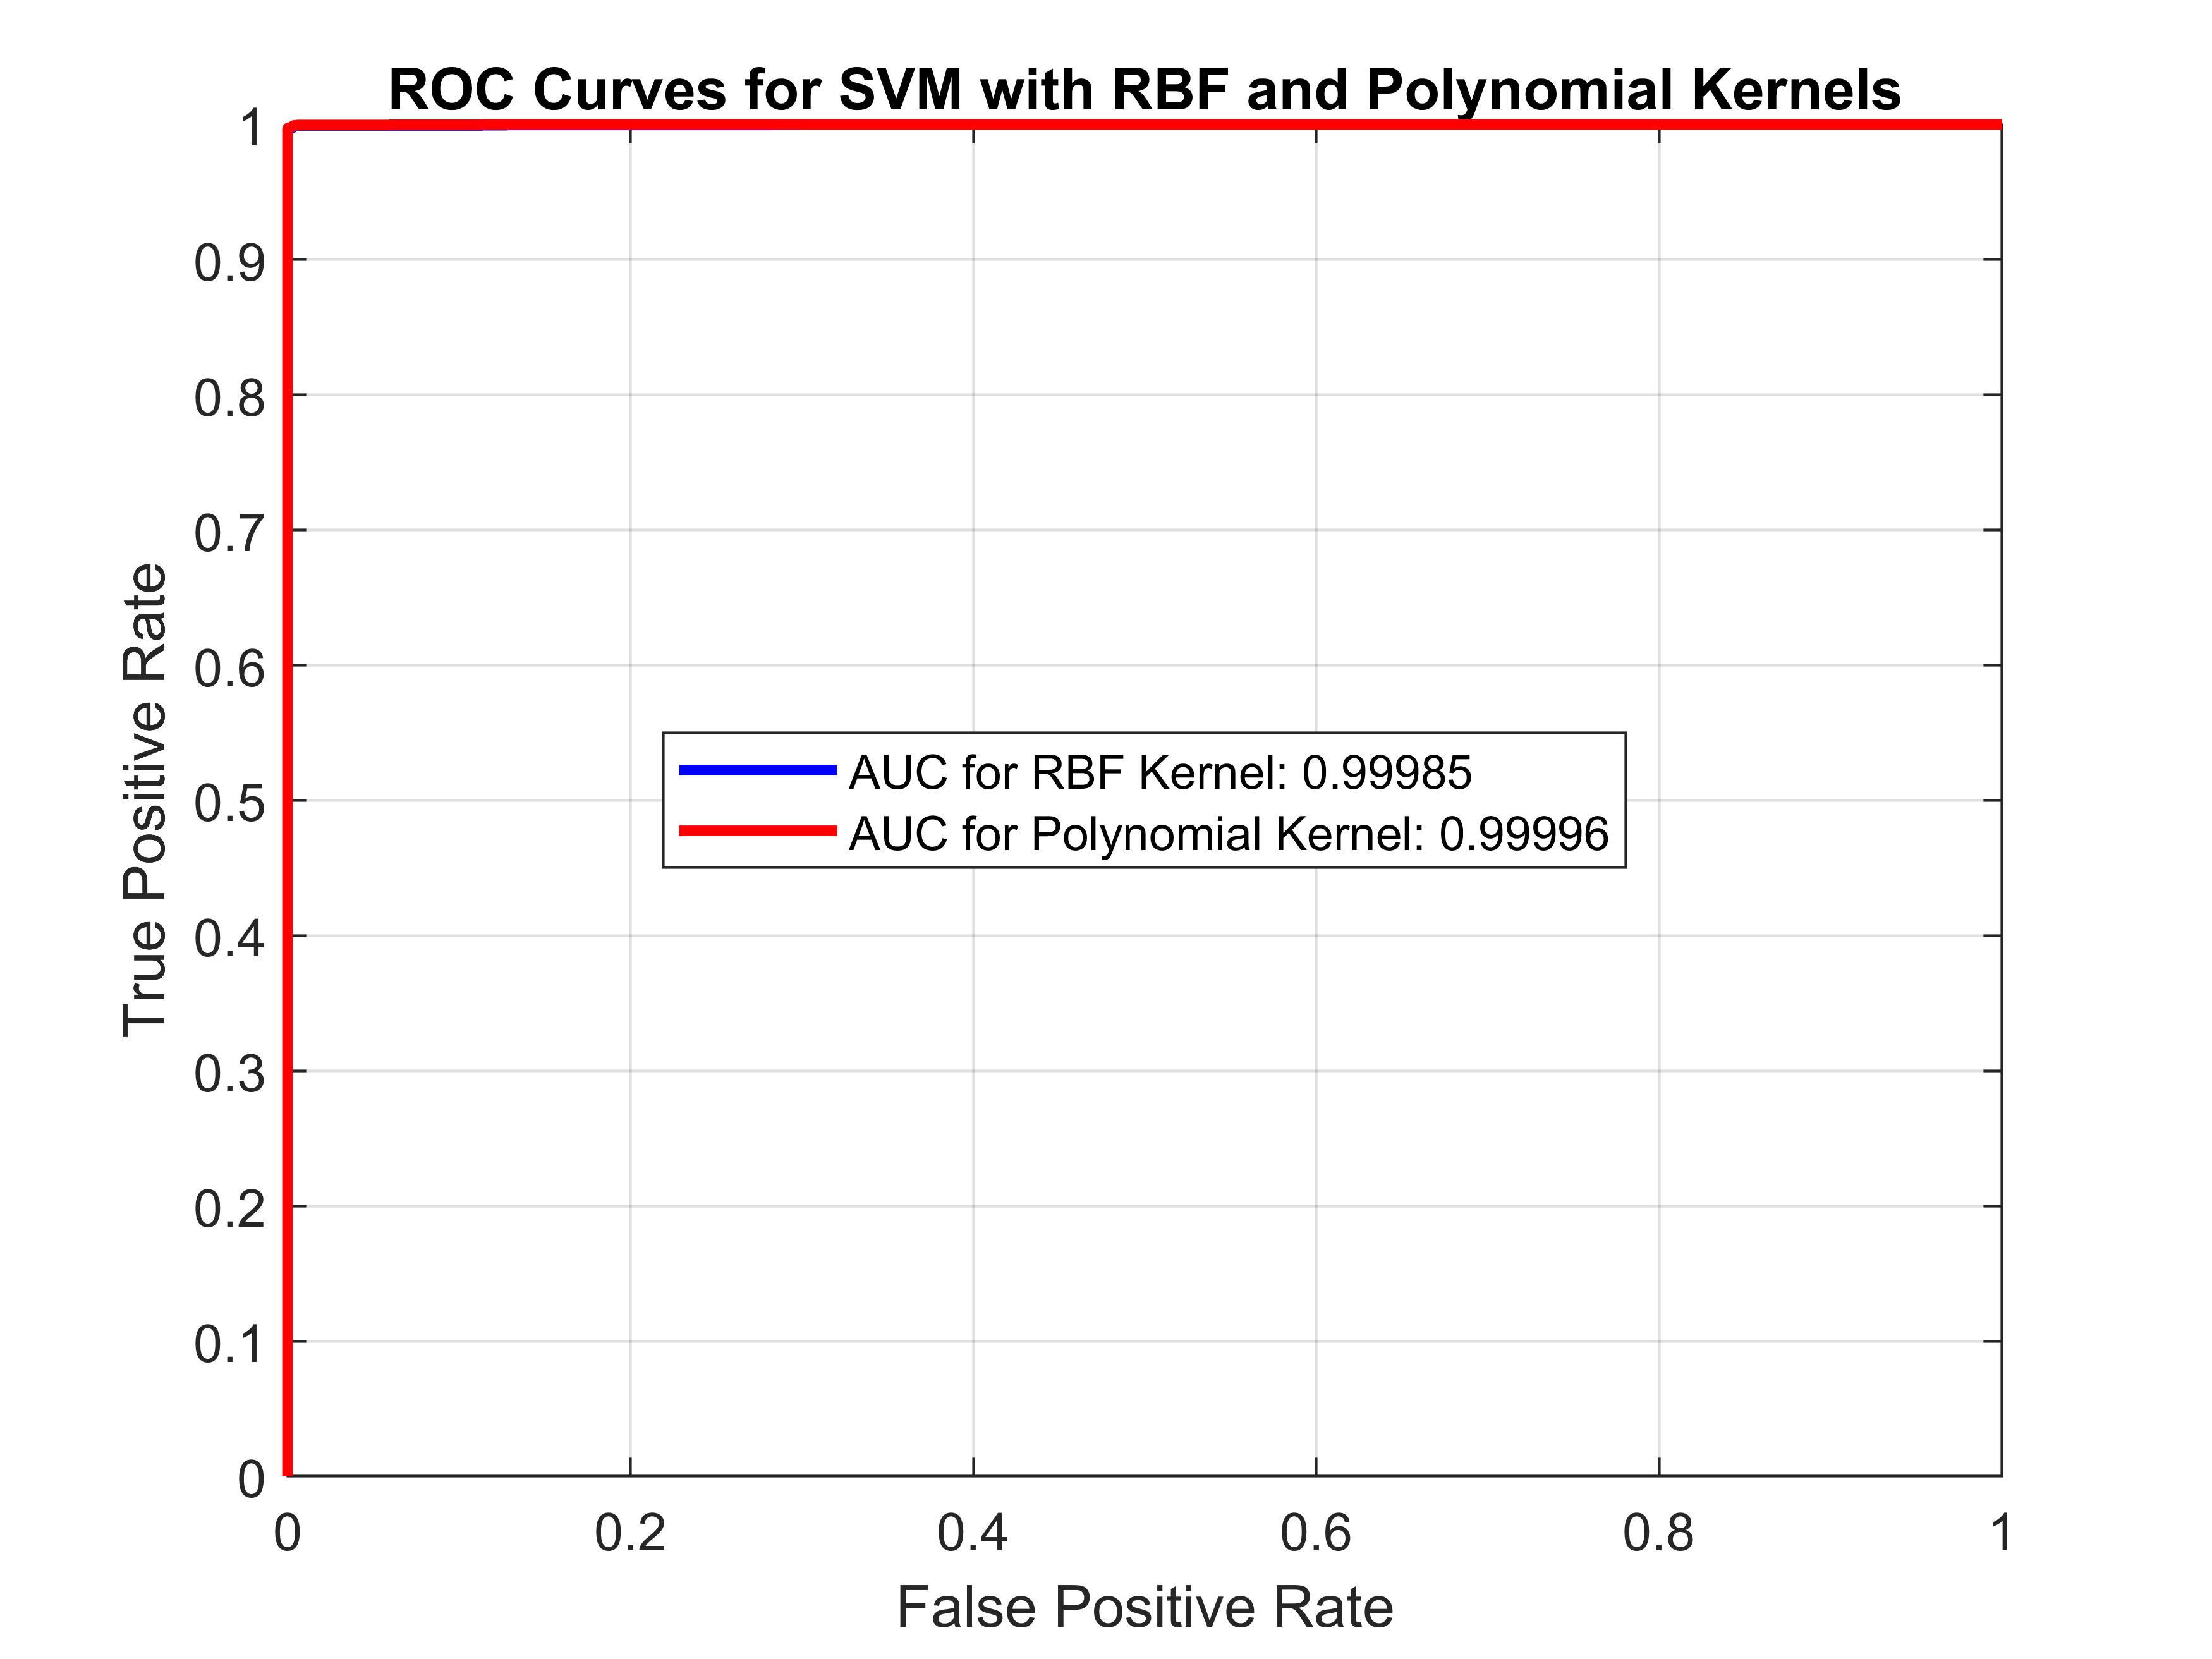 ROC Curves for SVM with RBF and Polynomial Kernels
1
0.9
0.8
0.7
0.6
0.5
0.4
0.3
0.2
0.1
0
True Positive Rate
AUC for RBF Kernel: 0.99985
AUC for Polynomial Kernel: 0.99996
0 0.2 0.4 0.6 0.8 1
False Positive Rate